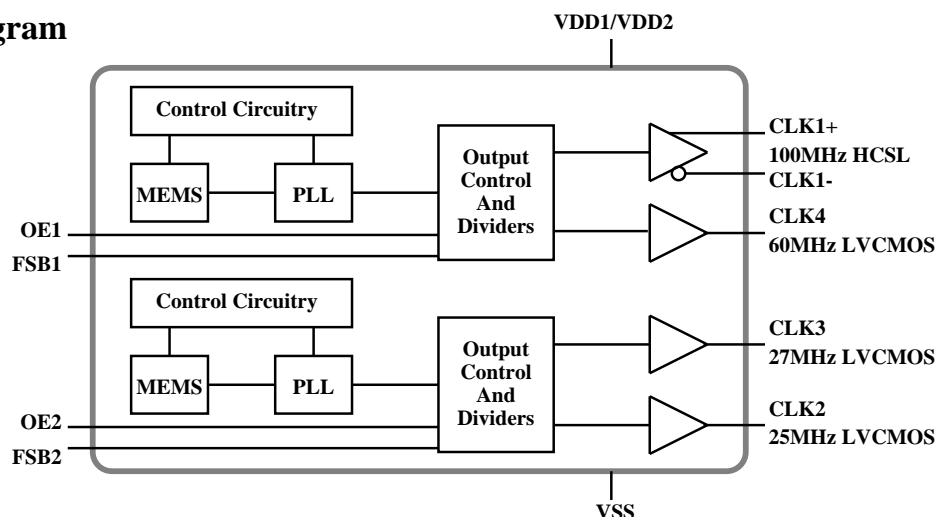 gram
VDD1/VDD2
Control Circuitry
MEMS
PLL
Output
Control
And
Dividers
CLK1+
100MHz HCSL
CLK1-
CLK4
60MHz LVCMOS
OE1
FSB1
Control Circuitry
MEMS
PLL
Output
Control
And
Dividers
CLK3
27MHz LVCMOS
CLK2
25MHz LVCMOS
OE2
FSB2
VSS